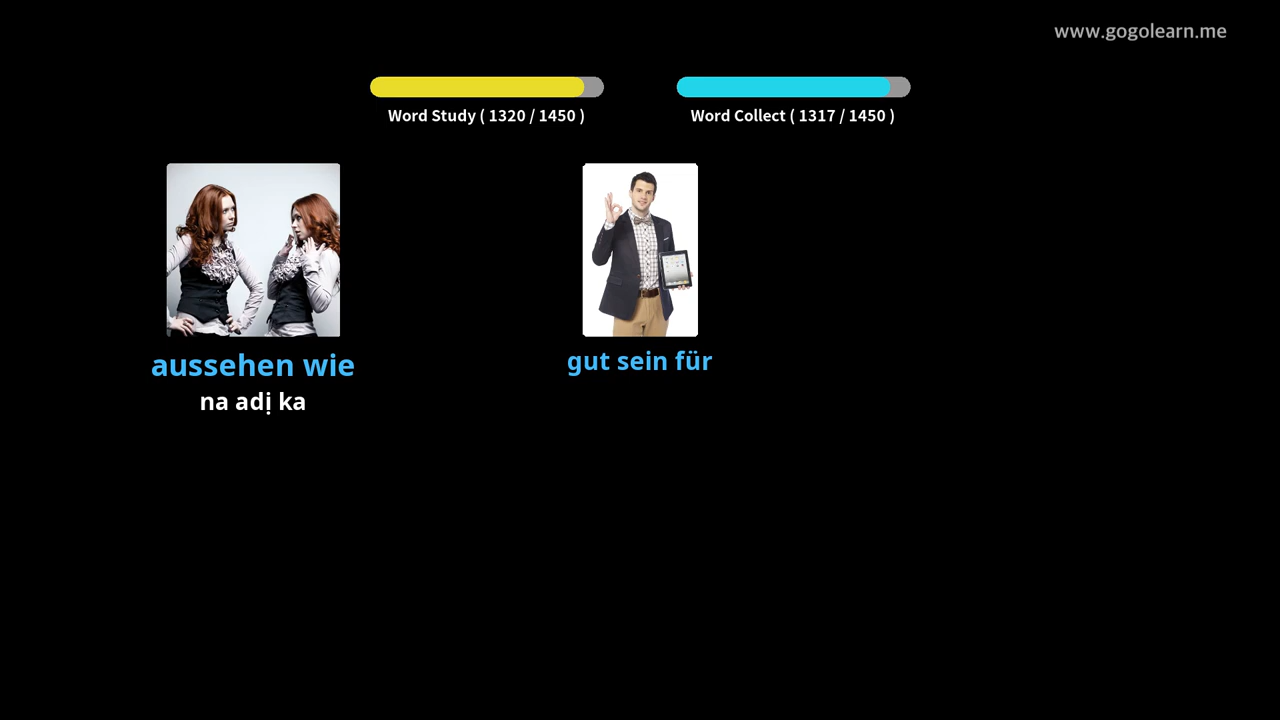 www.gogolearn.me
Word Study ( 1320 / 1450 )
Word Collect ( 1317 / 1450 )
aussehen wie
na adị ka
gut sein für